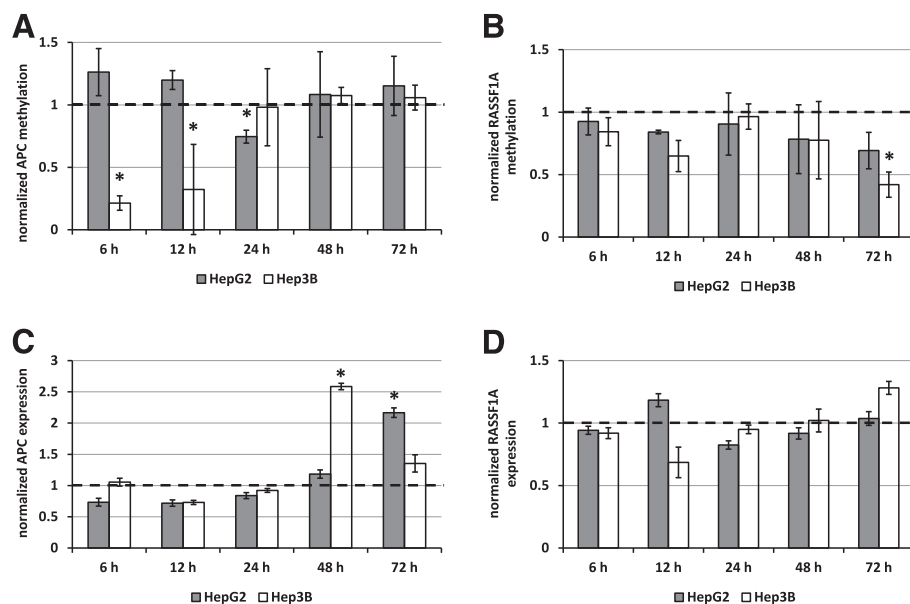 A
normalized APC methylation
1.5
1
0.5
0
*
*
*
6 h 12 h 24 h 48 h 72 h
HepG2 Hep3B
B
normalized RASSF1A
methylation
1.5
1
0.5
0
*
6 h 12 h 24 h 48 h 72 h
HepG2 Hep3B
C
normalized APC expression
3
2.5
2
1.5
1
0.5
0
*
*
6 h 12 h 24 h 48 h 72 h
HepG2 Hep3B
D
normalized RASSF1A
expression
1.5
1
0.5
0
6 h 12 h 24 h 48 h 72 h
HepG2 Hep3B